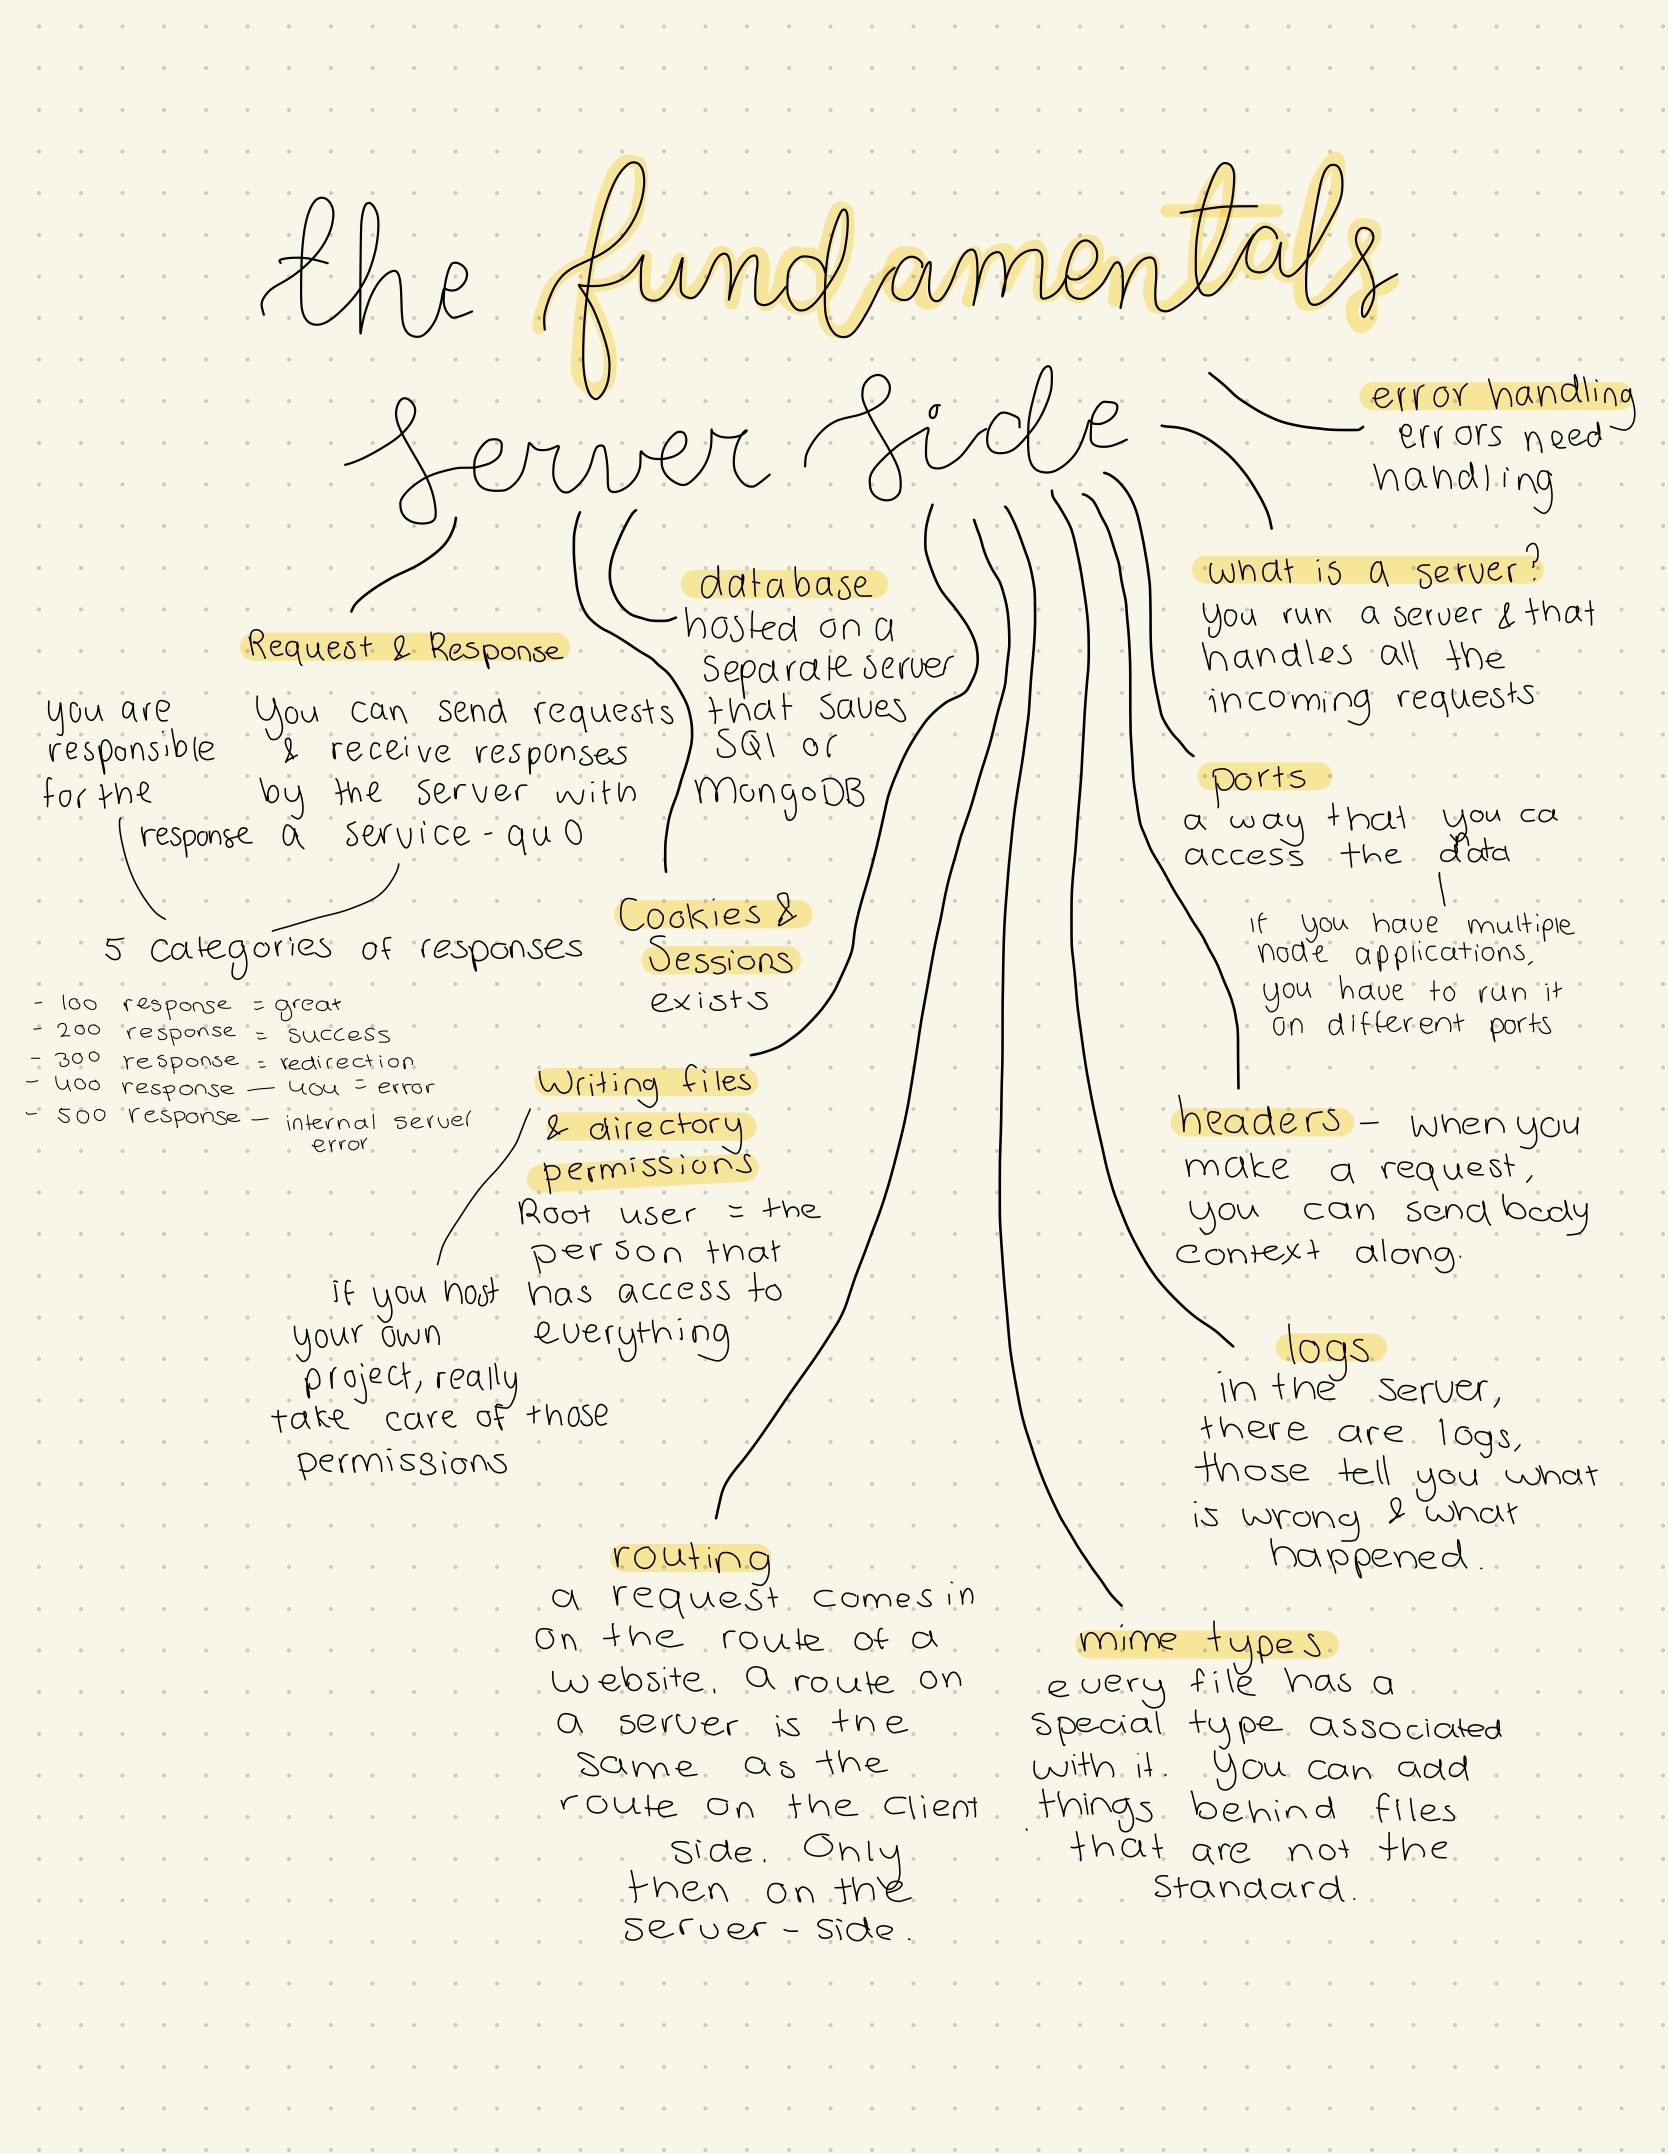 the fundamentals
server side
error handling
errors need
handling
what is a server?
You run a server & that
handles all the
incoming requests
ports
a way that you ca
access the data
if you have multiple
node applications,
you have to run it
on different ports
headers - when you
make a request,
you can send body
context along.
logs
in the server,
there are logs,
those tell you what
is wrong & what
happened.
mime types
every file has a
special type associated
with it. You can add
things behind files
that are not the
standard.
routing
a request comes in
on the route of a
website. A route on
a server is the
same as the
route on the client
side. Only
then on the
server-side.
Writing files
& directory
permissions
Root user = the
person that
has access to
everything
if you host
your own
project, really
take care of those
permissions
Cookies &
Sessions
exists
database
hosted on a
separate server
that saves
SQl or
MongoDB
Request & Response
You can send requests
& receive responses
by the server with
a service-quo
you are
responsible
for the
response
5 categories of responses
- 100 response = great
- 200 response = success
- 300 response = redirection
- 400 response — 404 = error
- 500 response — internal server
error